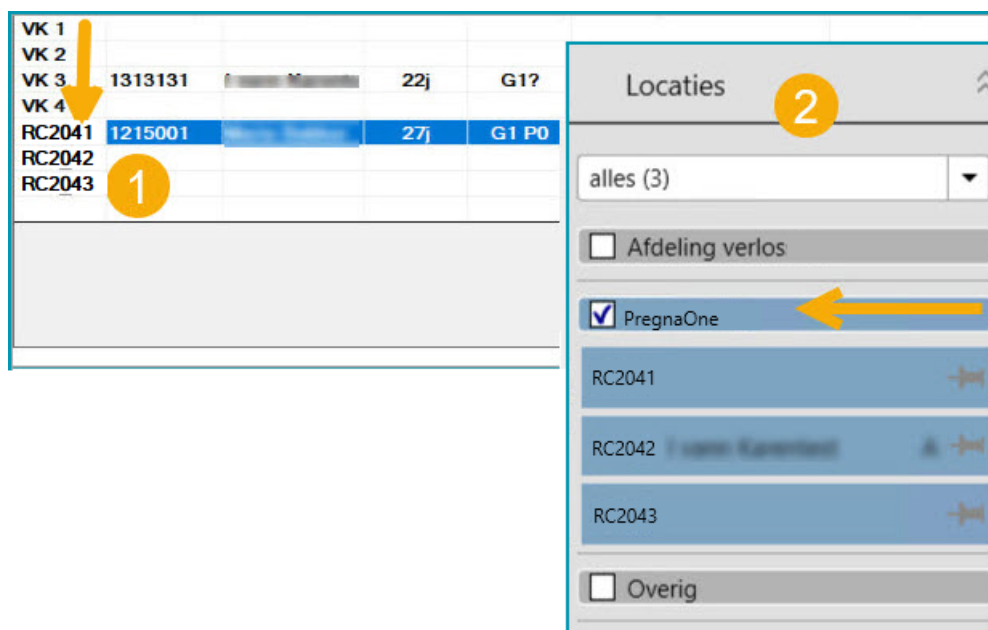 VK 1
VK 2
VK 3 1313131 22j G1?
VK 4
RC2041 1215001 27j G1 P0
RC2042
RC2043
1
Locaties
2
alles (3)
Afdeling verlos
PregnaOne
RC2041
RC2042 A
RC2043
Overig